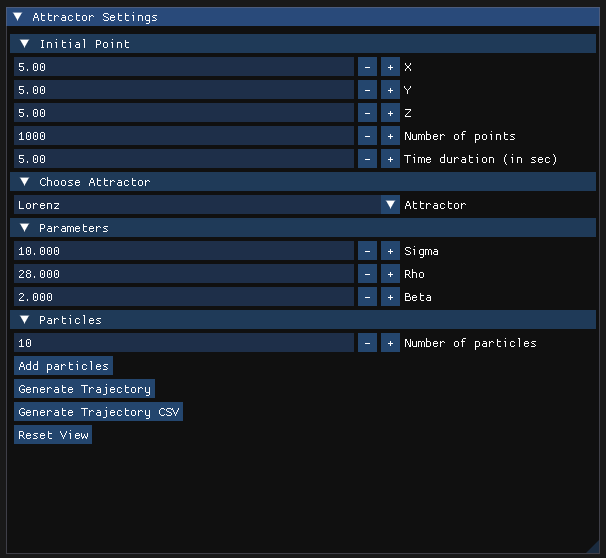 Attractor Settings
Initial Point
5.00 - + X
5.00 - + Y
5.00 - + Z
1000 - + Number of points
5.00 - + Time duration (in sec)
Choose Attractor
Lorenz Attractor
Parameters
10.000 - + Sigma
28.000 - + Rho
2.000 - + Beta
Particles
10 - + Number of particles
Add particles
Generate Trajectory
Generate Trajectory CSV
Reset View